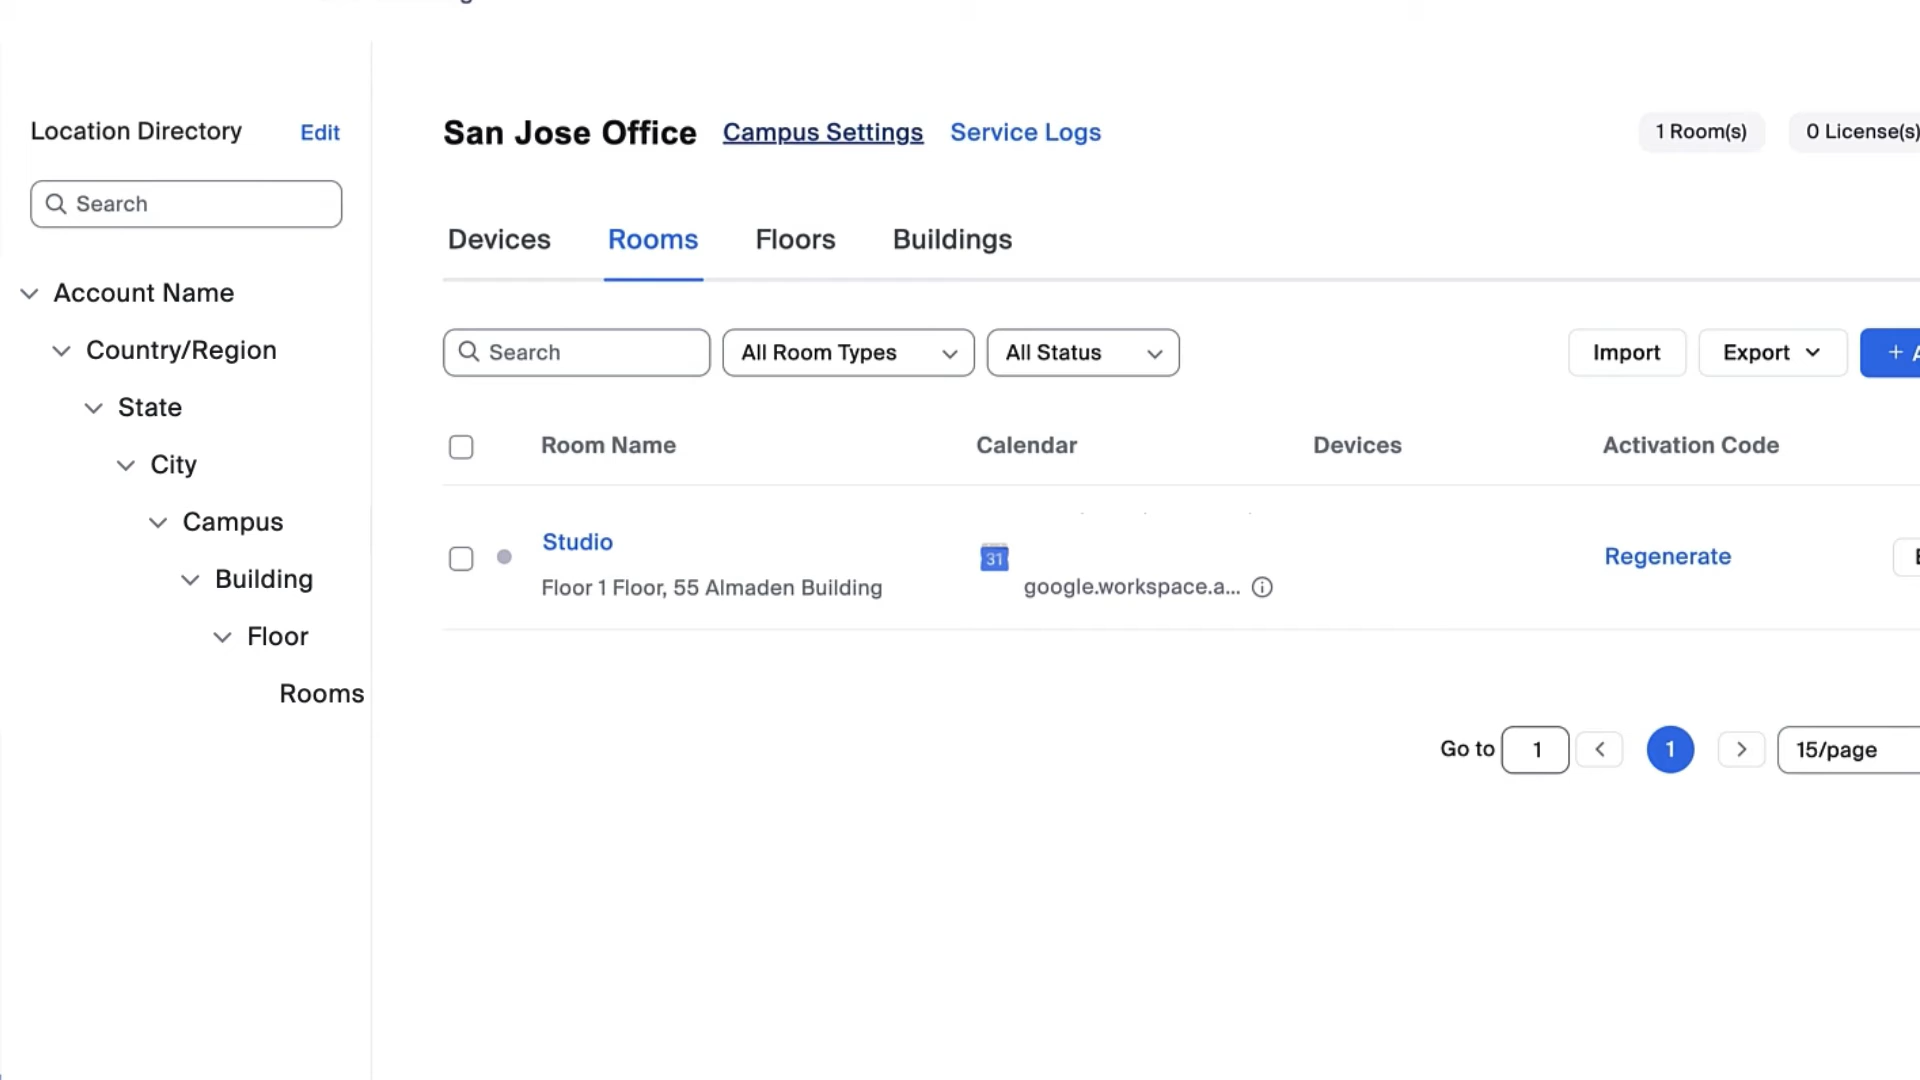 Location Directory
Edit
Search
Account Name
Country/Region
State
City
Campus
Building
Floor
Rooms
San Jose Office
Campus Settings
Service Logs
1 Room(s)
0 License(s)
Devices
Rooms
Floors
Buildings
Search
All Room Types
All Status
Import
Export
+
Room Name
Calendar
Devices
Activation Code
Studio
Floor 1 Floor, 55 Almaden Building
31
google.workspace.a...
Regenerate
Go to
1
1
15/page